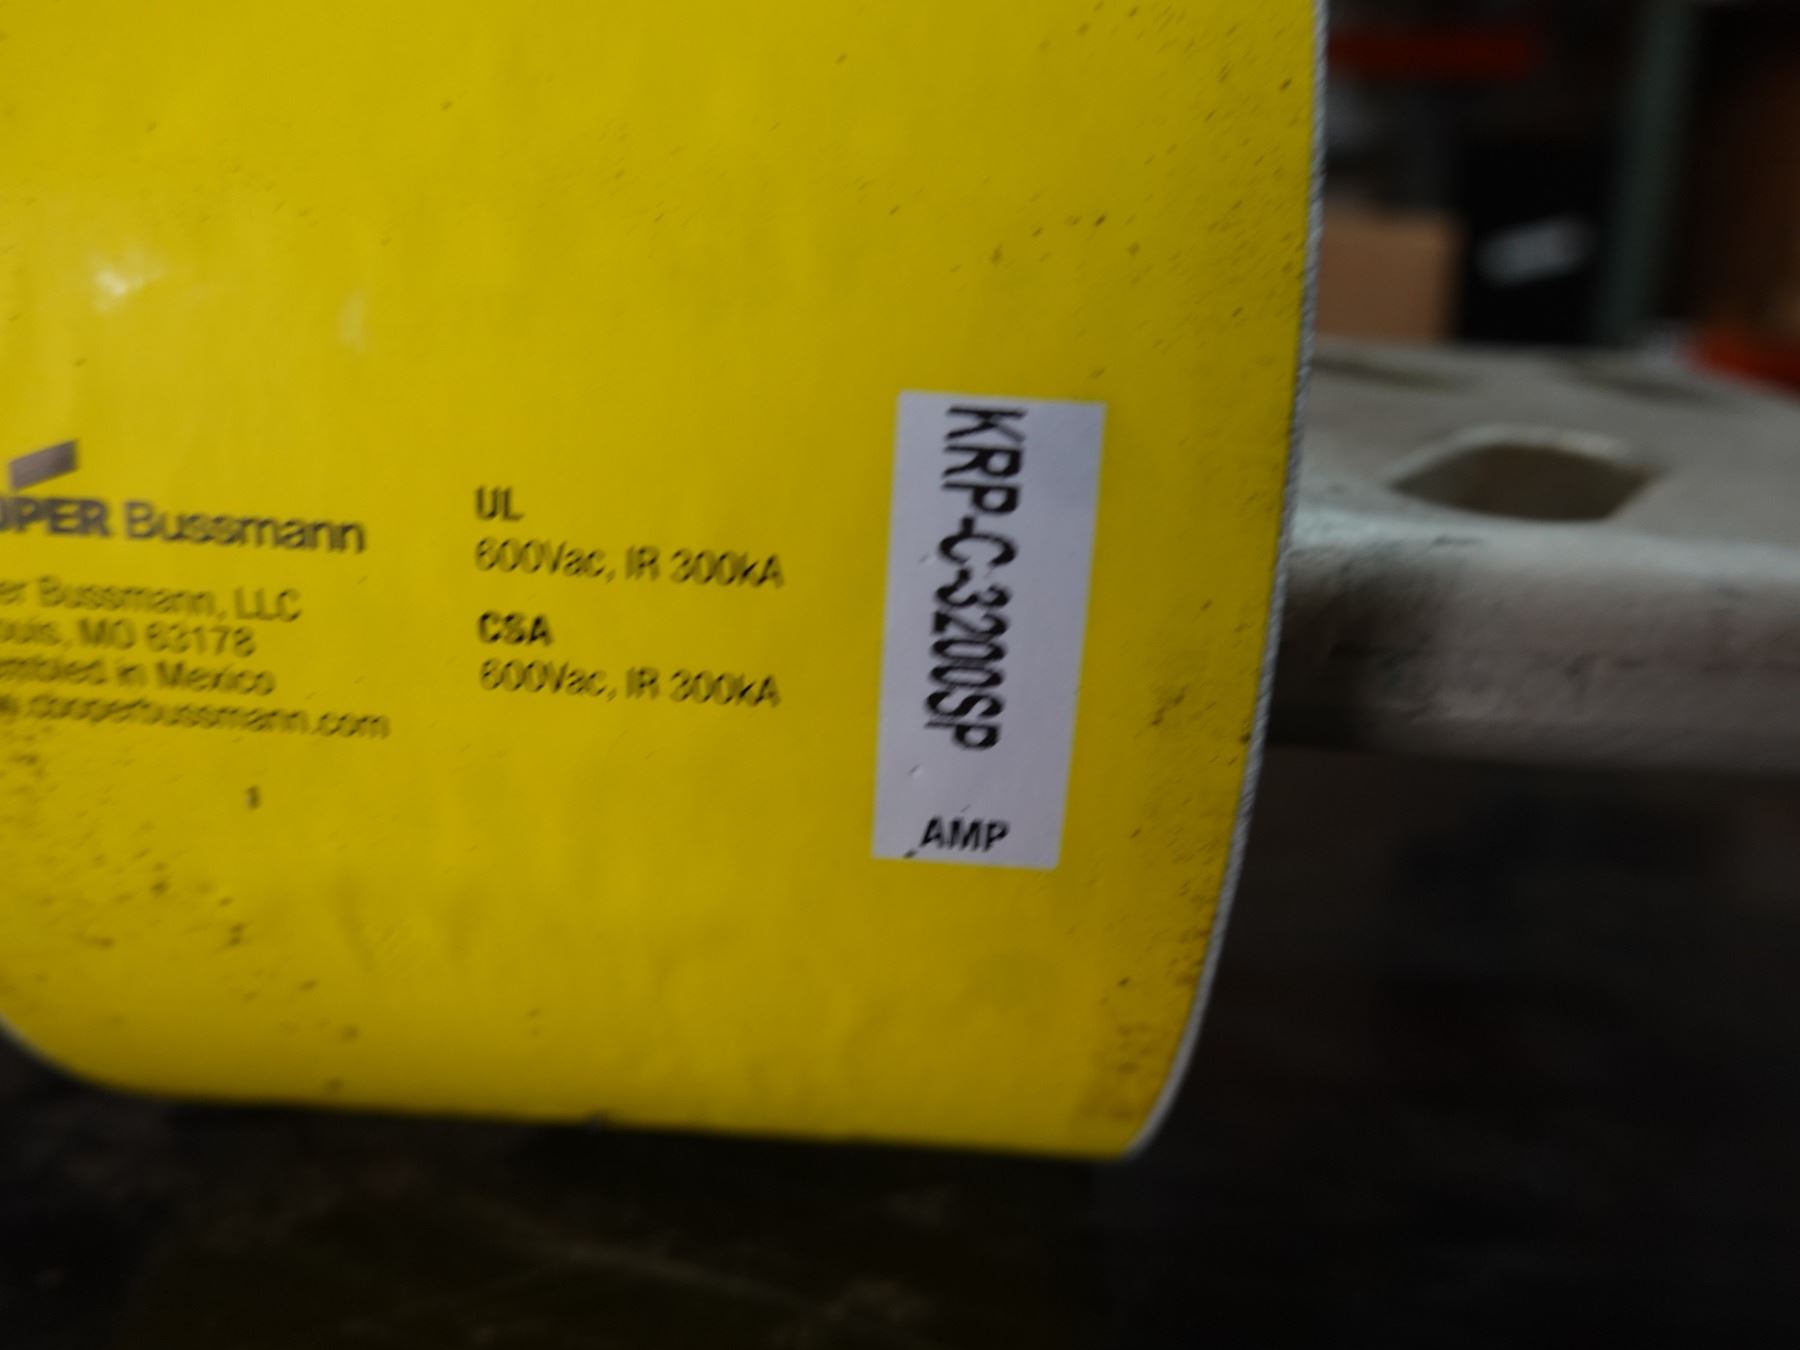 OPER Bussmann
er Bussmann, LLC
ouis, MO 63178
embled in Mexico
w.cooperbussmann.com
UL
600Vac, IR 300kA
CSA
600Vac, IR 300kA
KRP-C-3200SP
AMP